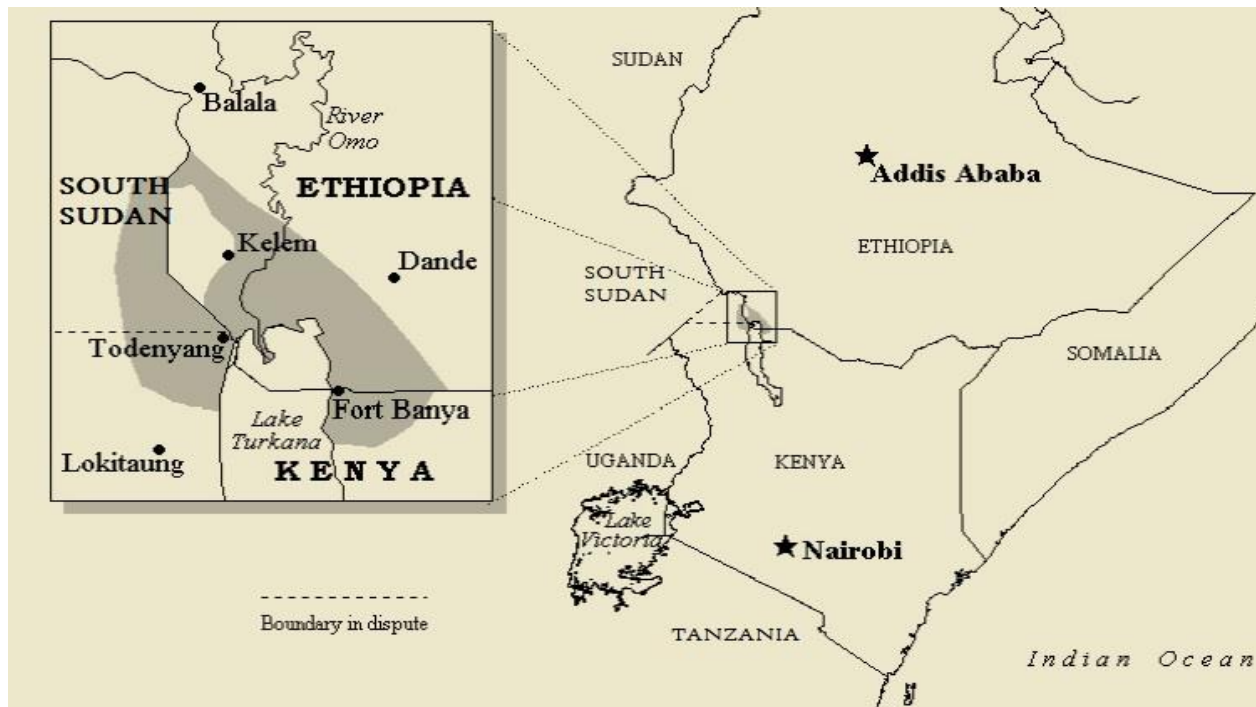 Balala
River
Omo
SOUTH
SUDAN
ETHIOPIA
Kelem
Dande
Todenyang
Fort Banya
Lake
Turkana
Lokitaung
KENYA
Boundary in dispute
SUDAN
Addis Ababa
ETHIOPIA
SOUTH
SUDAN
SOMALIA
UGANDA
KENYA
Lake
Victoria
Nairobi
TANZANIA
Indian Ocean